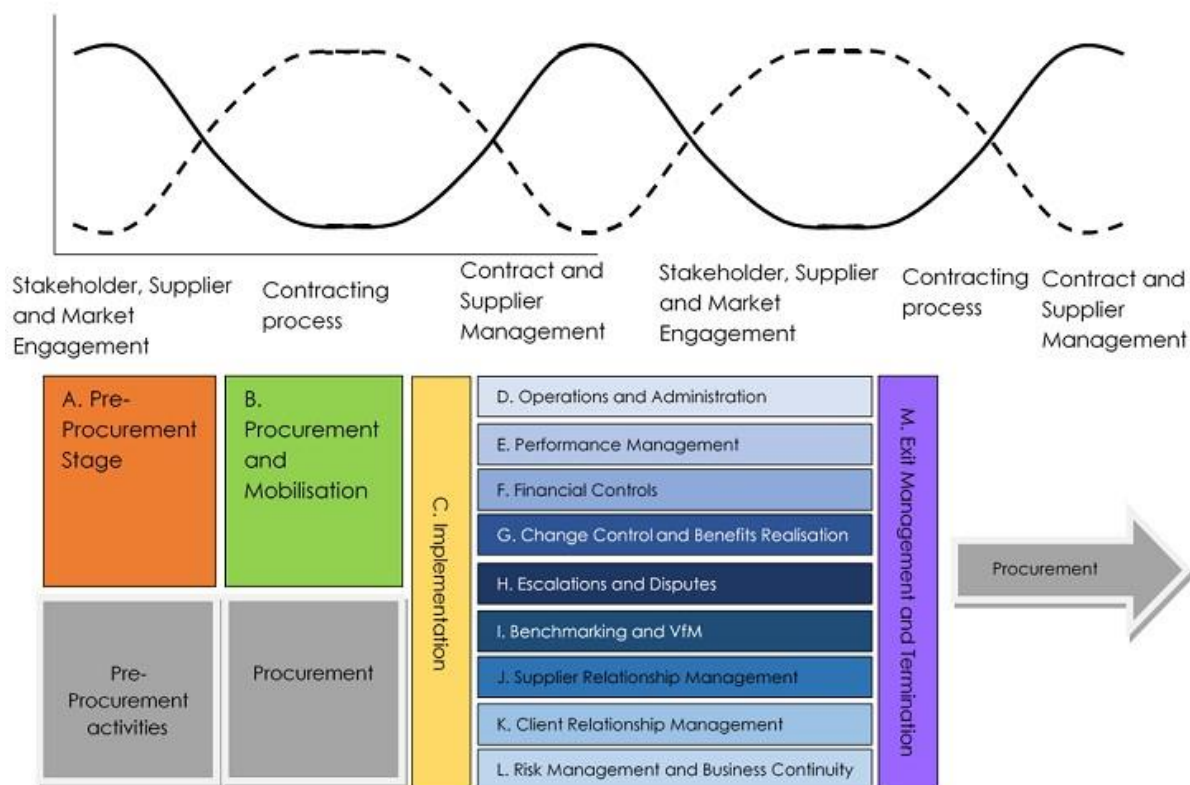 Stakeholder, Supplier
and Market
Engagement
Contracting
process
Contract and
Supplier
Management
Stakeholder, Supplier
and Market
Engagement
Contracting
process
Contract and
Supplier
Management
A. Pre-
Procurement
Stage
B.
Procurement
and
Mobilisation
Pre-
Procurement
activities
Procurement
C. Implementation
D. Operations and Administration
E. Performance Management
F. Financial Controls
G. Change Control and Benefits Realisation
H. Escalations and Disputes
I. Benchmarking and VfM
J. Supplier Relationship Management
K. Client Relationship Management
L. Risk Management and Business Continuity
M. Exit Management and Termination
Procurement